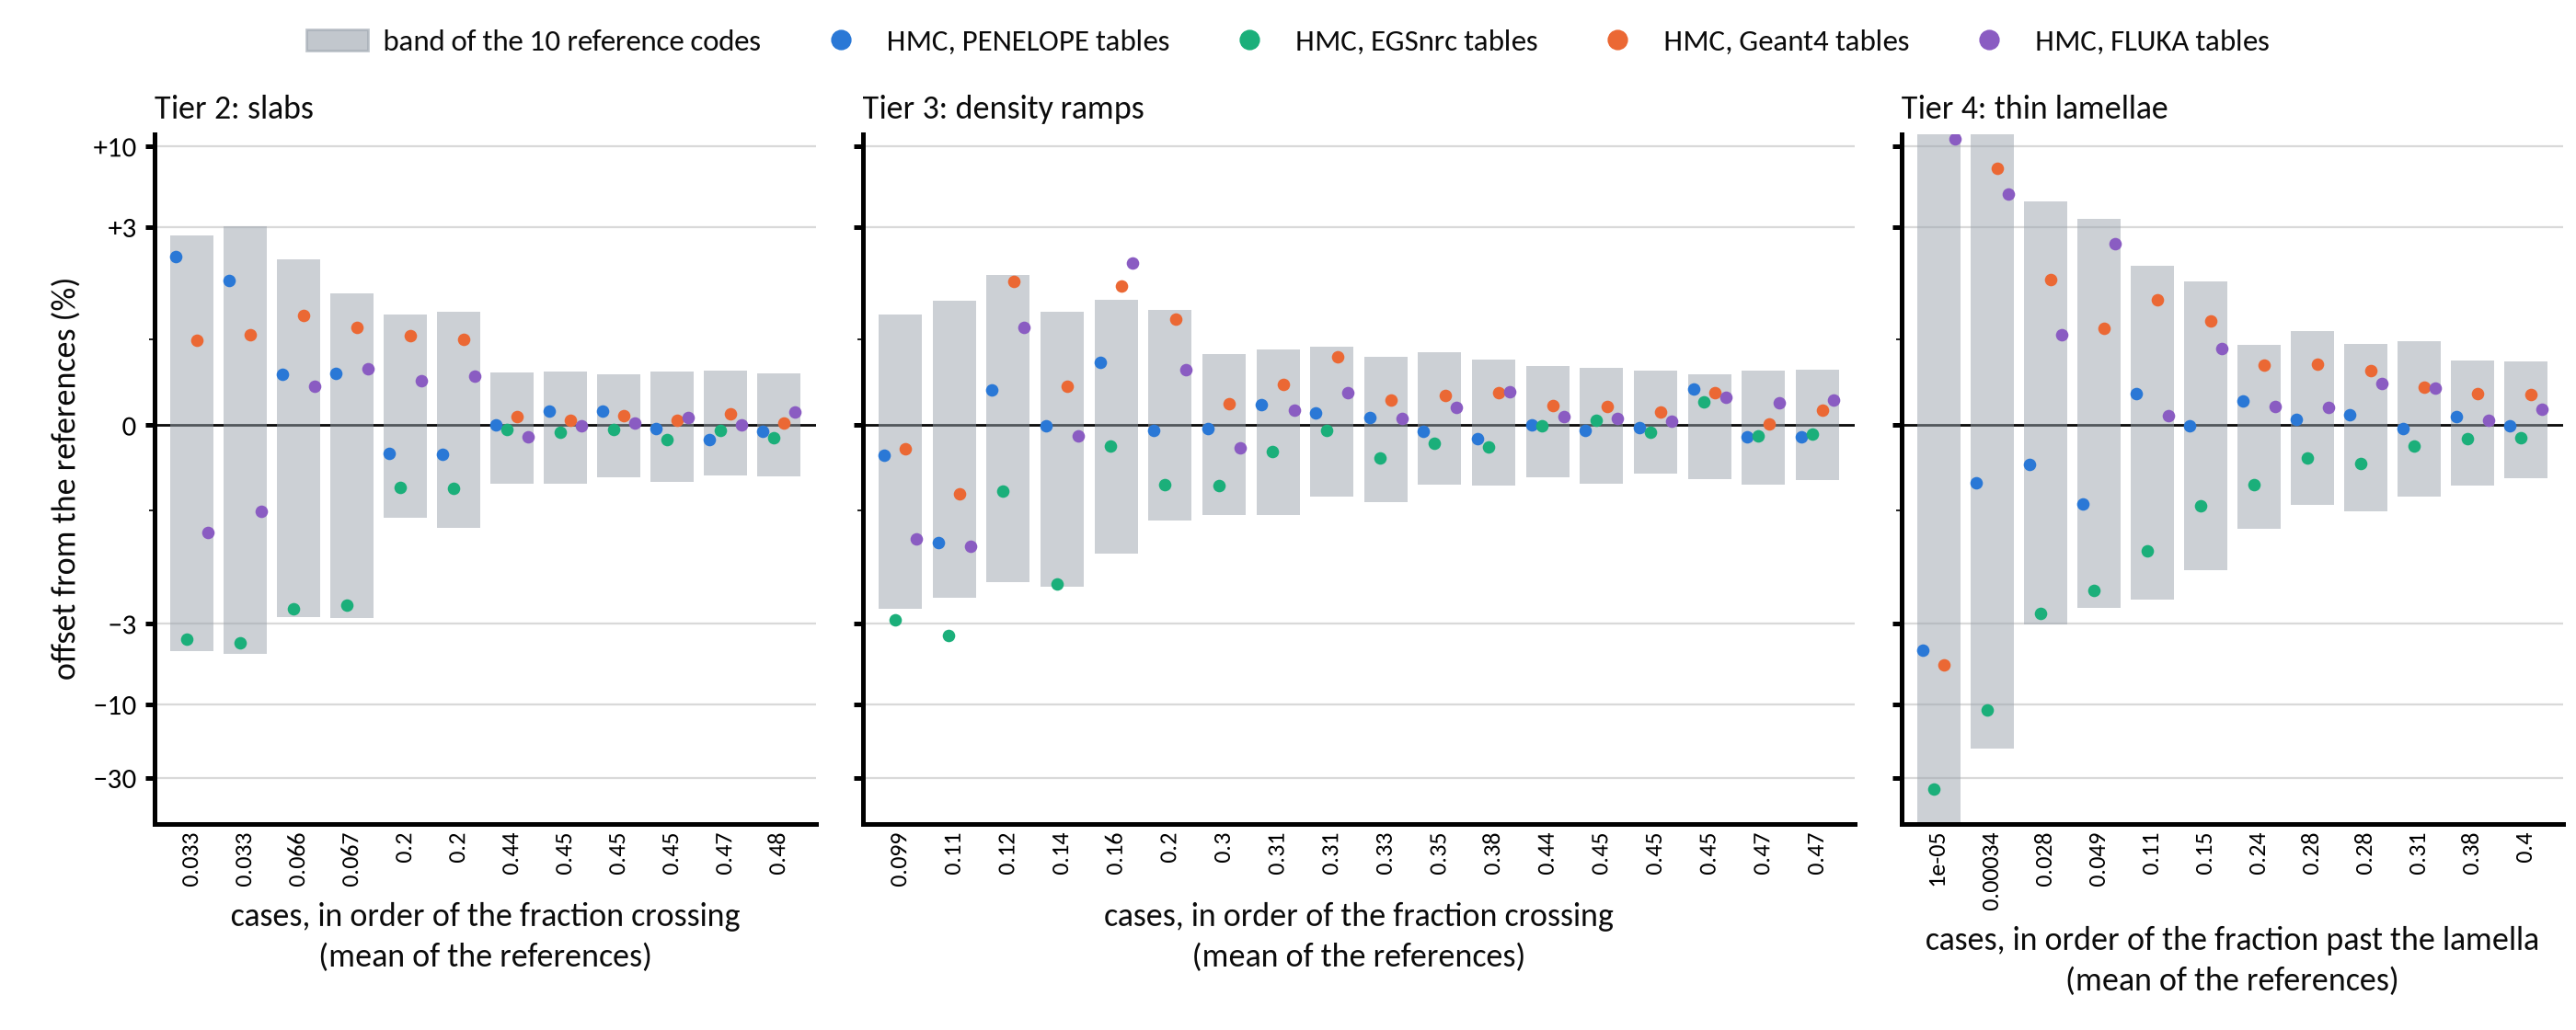 band of the 10 reference codes
HMC, PENELOPE tables
HMC, EGSnrc tables
HMC, Geant4 tables
HMC, FLUKA tables
Tier 2: slabs
Tier 3: density ramps
Tier 4: thin lamellae
offset from the references (%)
+10
+3
0
−3
−10
−30
0.033
0.033
0.066
0.067
0.2
0.2
0.44
0.45
0.45
0.45
0.47
0.48
cases, in order of the fraction crossing
(mean of the references)
0.099
0.11
0.12
0.14
0.16
0.2
0.3
0.31
0.31
0.33
0.35
0.38
0.44
0.45
0.45
0.45
0.47
0.47
cases, in order of the fraction crossing
(mean of the references)
1e-05
0.00034
0.028
0.049
0.11
0.15
0.24
0.28
0.28
0.31
0.38
0.4
cases, in order of the fraction past the lamella
(mean of the references)